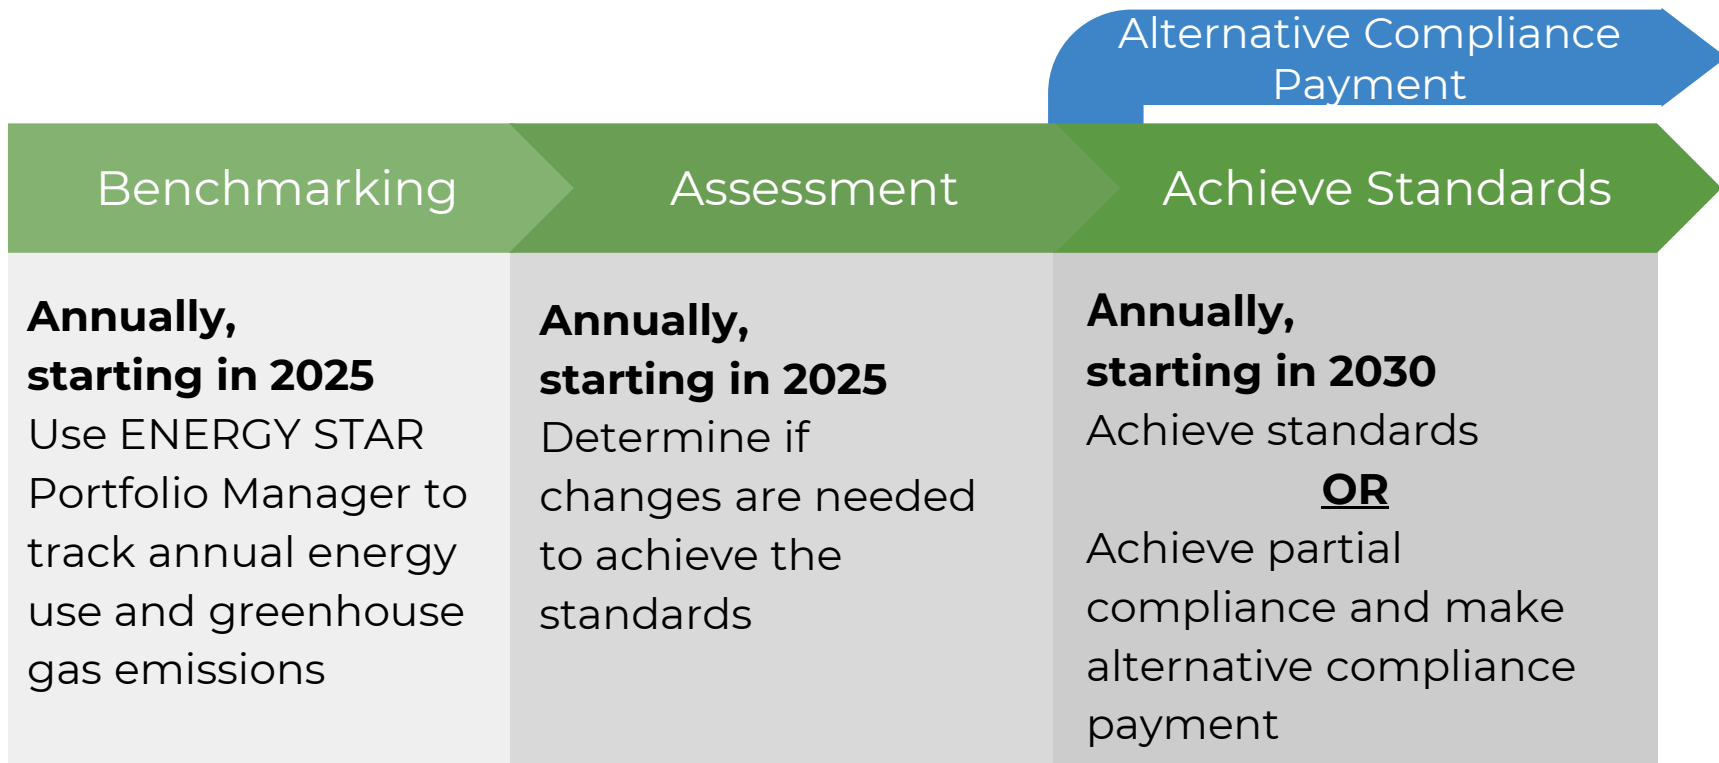 Alternative Compliance
Payment
Benchmarking
Assessment
Achieve Standards
Annually,
starting in 2025
Use ENERGY STAR
Portfolio Manager to
track annual energy
use and greenhouse
gas emissions
Annually,
starting in 2025
Determine if
changes are needed
to achieve the
standards
Annually,
starting in 2030
Achieve standards
OR
Achieve partial
compliance and make
alternative compliance
payment